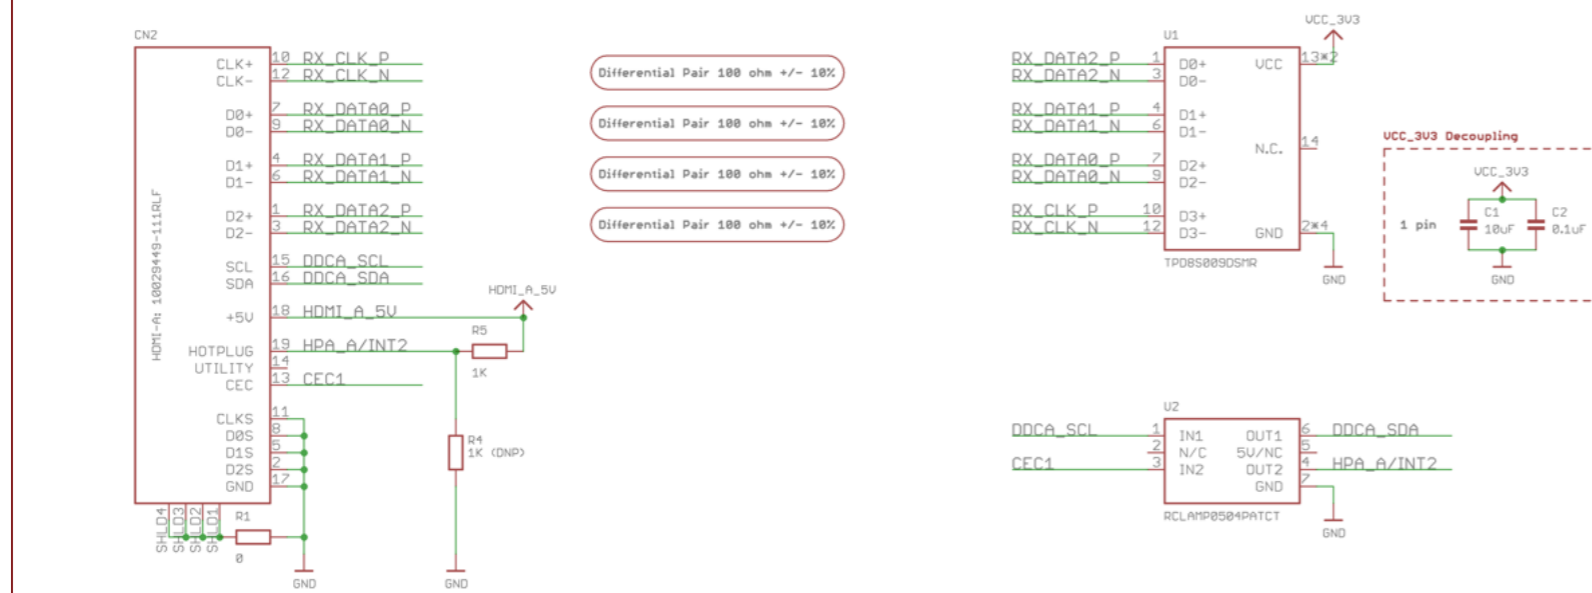 CN2
HDMI-A: 10029449-111RLF
CLK+ 10 RX_CLK_P
CLK- 12 RX_CLK_N
D0+ 7 RX_DATA0_P
D0- 9 RX_DATA0_N
D1+ 4 RX_DATA1_P
D1- 6 RX_DATA1_N
D2+ 1 RX_DATA2_P
D2- 3 RX_DATA2_N
SCL 15 DDCA_SCL
SDA 16 DDCA_SDA
+5V 18 HDMI_A_5V
HOTPLUG 19 HPA_A/INT2
UTILITY 14
CEC 13 CEC1
CLKS 11
D0S 8
D1S 5
D2S 2
GND 17
SHLD4
SHLD3
SHLD2
SHLD1
R1
0
GND
HDMI_A_5V
R5
1K
R4
1K (DNP)
GND
Differential Pair 100 ohm +/- 10%
Differential Pair 100 ohm +/- 10%
Differential Pair 100 ohm +/- 10%
Differential Pair 100 ohm +/- 10%
U1
VCC_3V3
RX_DATA2_P 1 D0+ VCC 13*2
RX_DATA2_N 3 D0-
RX_DATA1_P 4 D1+
RX_DATA1_N 6 D1-
N.C. 14
RX_DATA0_P 7 D2+
RX_DATA0_N 9 D2-
RX_CLK_P 10 D3+
RX_CLK_N 12 D3- GND 2*4
TPD8S009DSMR
GND
VCC_3V3 Decoupling
VCC_3V3
1 pin
C1
10uF
C2
0.1uF
GND
U2
DDCA_SCL 1 IN1 OUT1 6 DDCA_SDA
2 N/C 5V/NC 5
CEC1 3 IN2 OUT2 4 HPA_A/INT2
GND 7
RCLAMP0504PATCT
GND